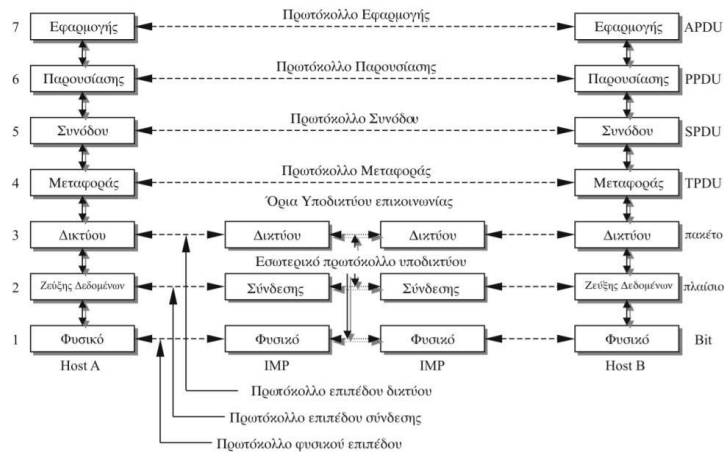 Πρωτόκολλο Εφαρμογής
7 Εφαρμογής Εφαρμογής APDU
Πρωτόκολλο Παρουσίασης
6 Παρουσίασης Παρουσίασης PPDU
Πρωτόκολλο Συνόδου
5 Συνόδου Συνόδου SPDU
Πρωτόκολλο Μεταφοράς
4 Μεταφοράς Μεταφοράς TPDU
Όρια Υποδικτύου επικοινωνίας
3 Δικτύου Δικτύου Δικτύου Δικτύου πακέτο
Εσωτερικό πρωτόκολλο υποδικτύου
2 Ζεύξης Δεδομένων Σύνδεσης Σύνδεσης Ζεύξης Δεδομένων πλαίσιο
1 Φυσικό Φυσικό Φυσικό Φυσικό Bit
Host A IMP IMP Host B
Πρωτόκολλο επιπέδου δικτύου
Πρωτόκολλο επιπέδου σύνδεσης
Πρωτόκολλο φυσικού επιπέδου